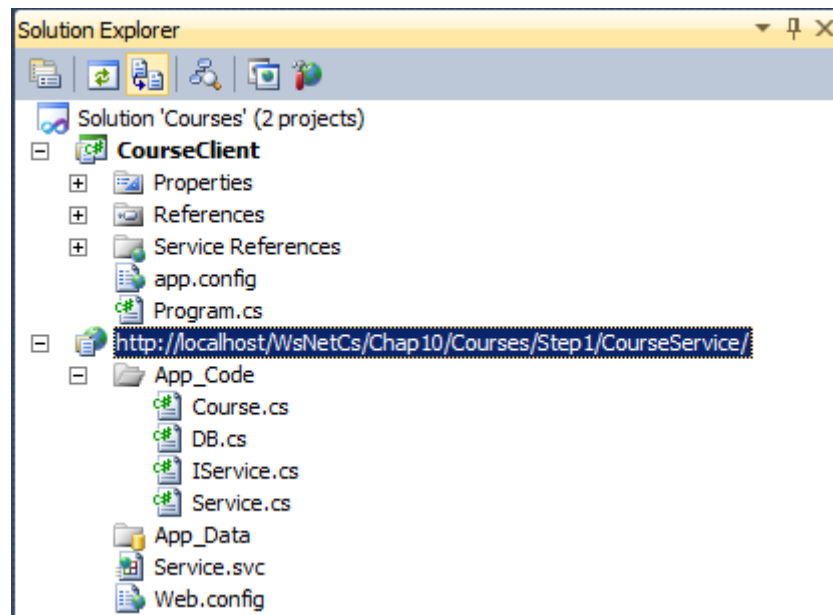 Solution Explorer
Solution 'Courses' (2 projects)
CourseClient
Properties
References
Service References
app.config
Program.cs
http://localhost/WsNetCs/Chap10/Courses/Step1/CourseService/
App_Code
Course.cs
DB.cs
IService.cs
Service.cs
App_Data
Service.svc
Web.config